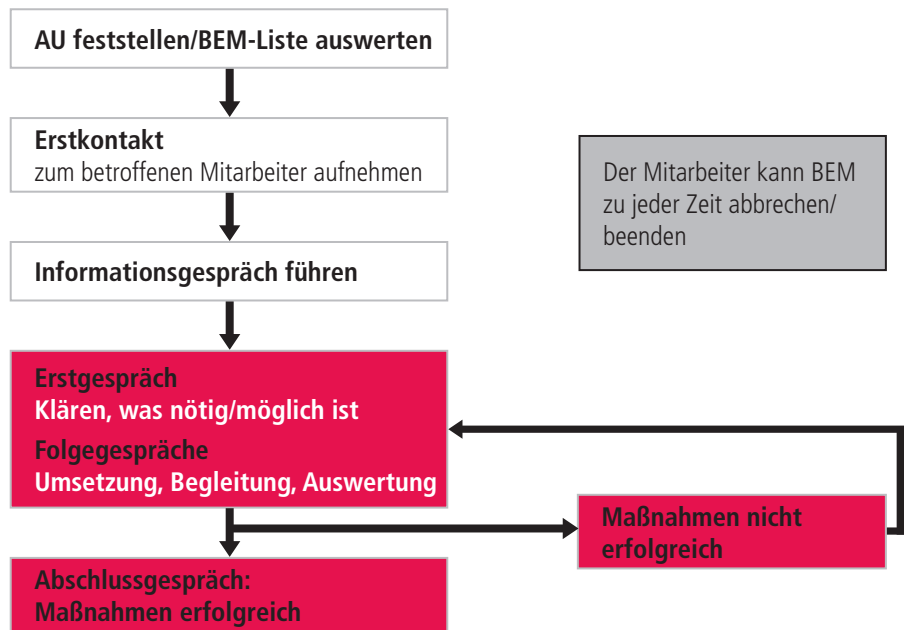 AU feststellen/BEM-Liste auswerten
Erstkontakt
zum betroffenen Mitarbeiter aufnehmen
Der Mitarbeiter kann BEM
zu jeder Zeit abbrechen/
beenden
Informationsgespräch führen
Erstgespräch
Klären, was nötig/möglich ist
Folgegespräche
Umsetzung, Begleitung, Auswertung
Maßnahmen nicht
erfolgreich
Abschlussgespräch:
Maßnahmen erfolgreich